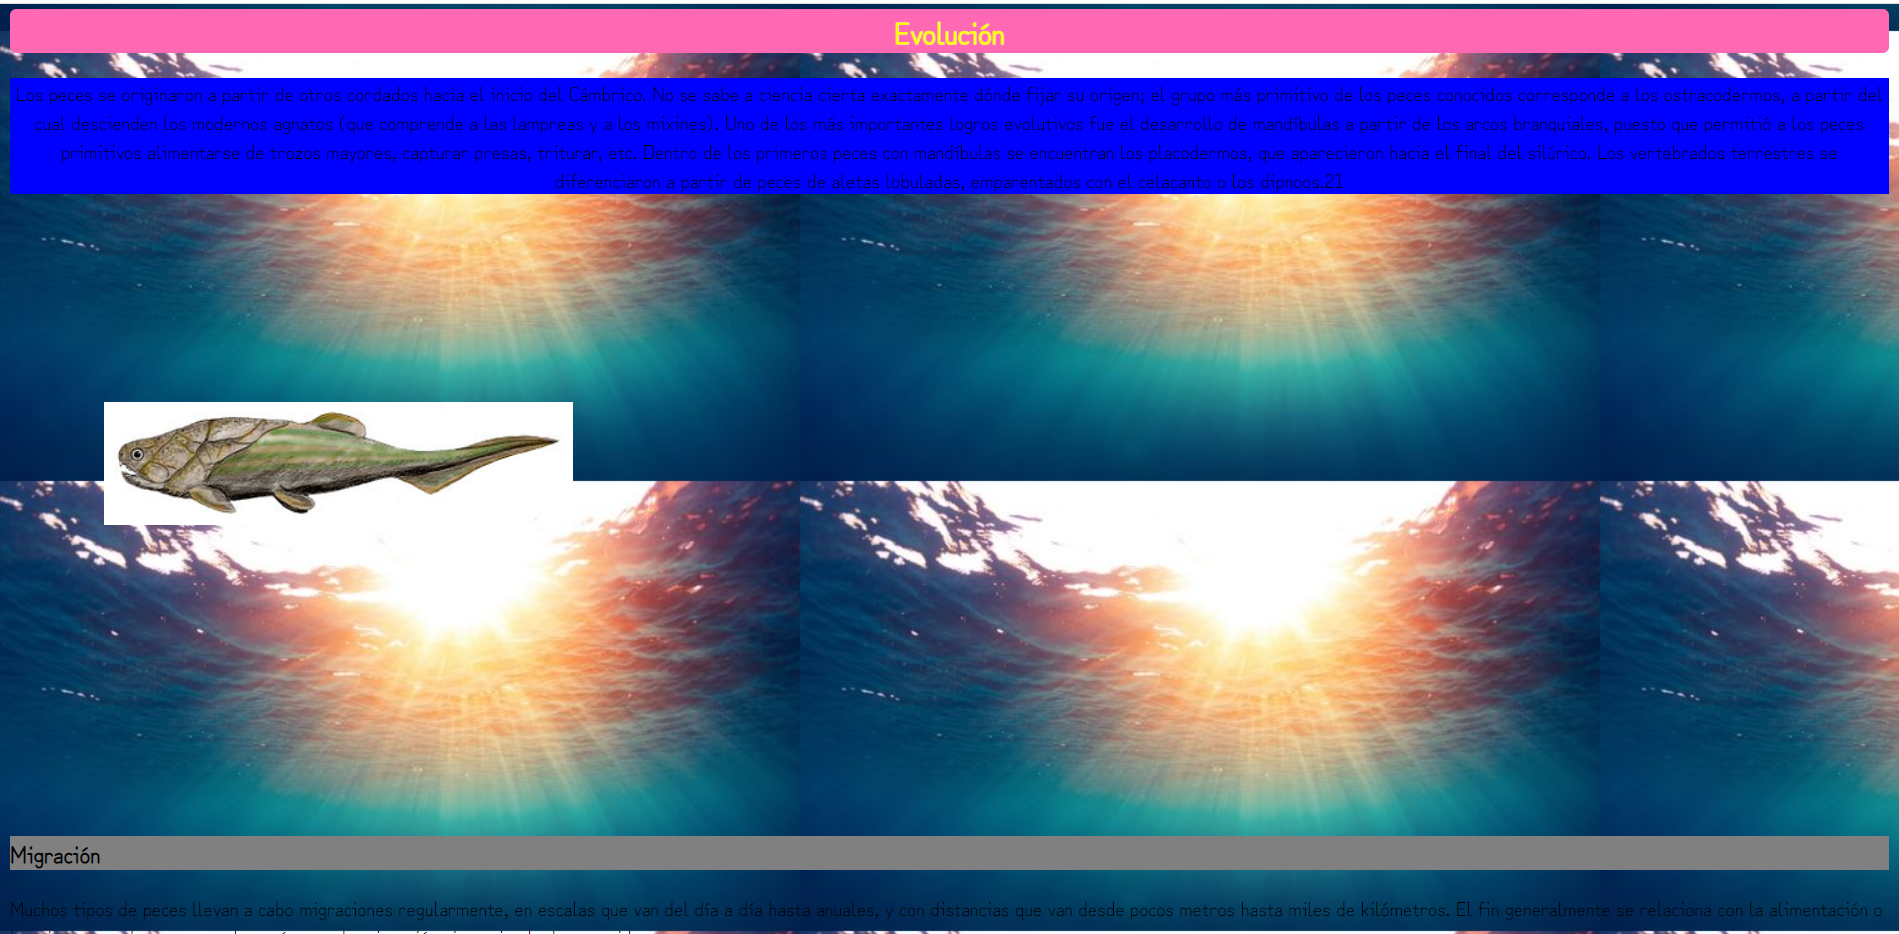 Evolución
Los peces se originaron a partir de otros cordados hacia el inicio del Cámbrico. No se sabe a ciencia cierta exactamente dónde fijar su origen; el grupo más primitivo de los peces conocidos corresponde a los ostracodermos, a partir del
cual descienden los modernos agnatos (que comprende a las lampreas y a los mixines). Uno de los más importantes logros evolutivos fue el desarrollo de mandíbulas a partir de los arcos branquiales, puesto que permitió a los peces
primitivos alimentarse de trozos mayores, capturar presas, triturar, etc. Dentro de los primeros peces con mandíbulas se encuentran los placodermos, que aparecieron hacia el final del silúrico. Los vertebrados terrestres se
diferenciaron a partir de peces de aletas lobuladas, emparentados con el celacanto o los dipnoos.21
Migración
Muchos tipos de peces llevan a cabo migraciones regularmente, en escalas que van del día a día hasta anuales, y con distancias que van desde pocos metros hasta miles de kilómetros. El fin generalmente se relaciona con la alimentación o